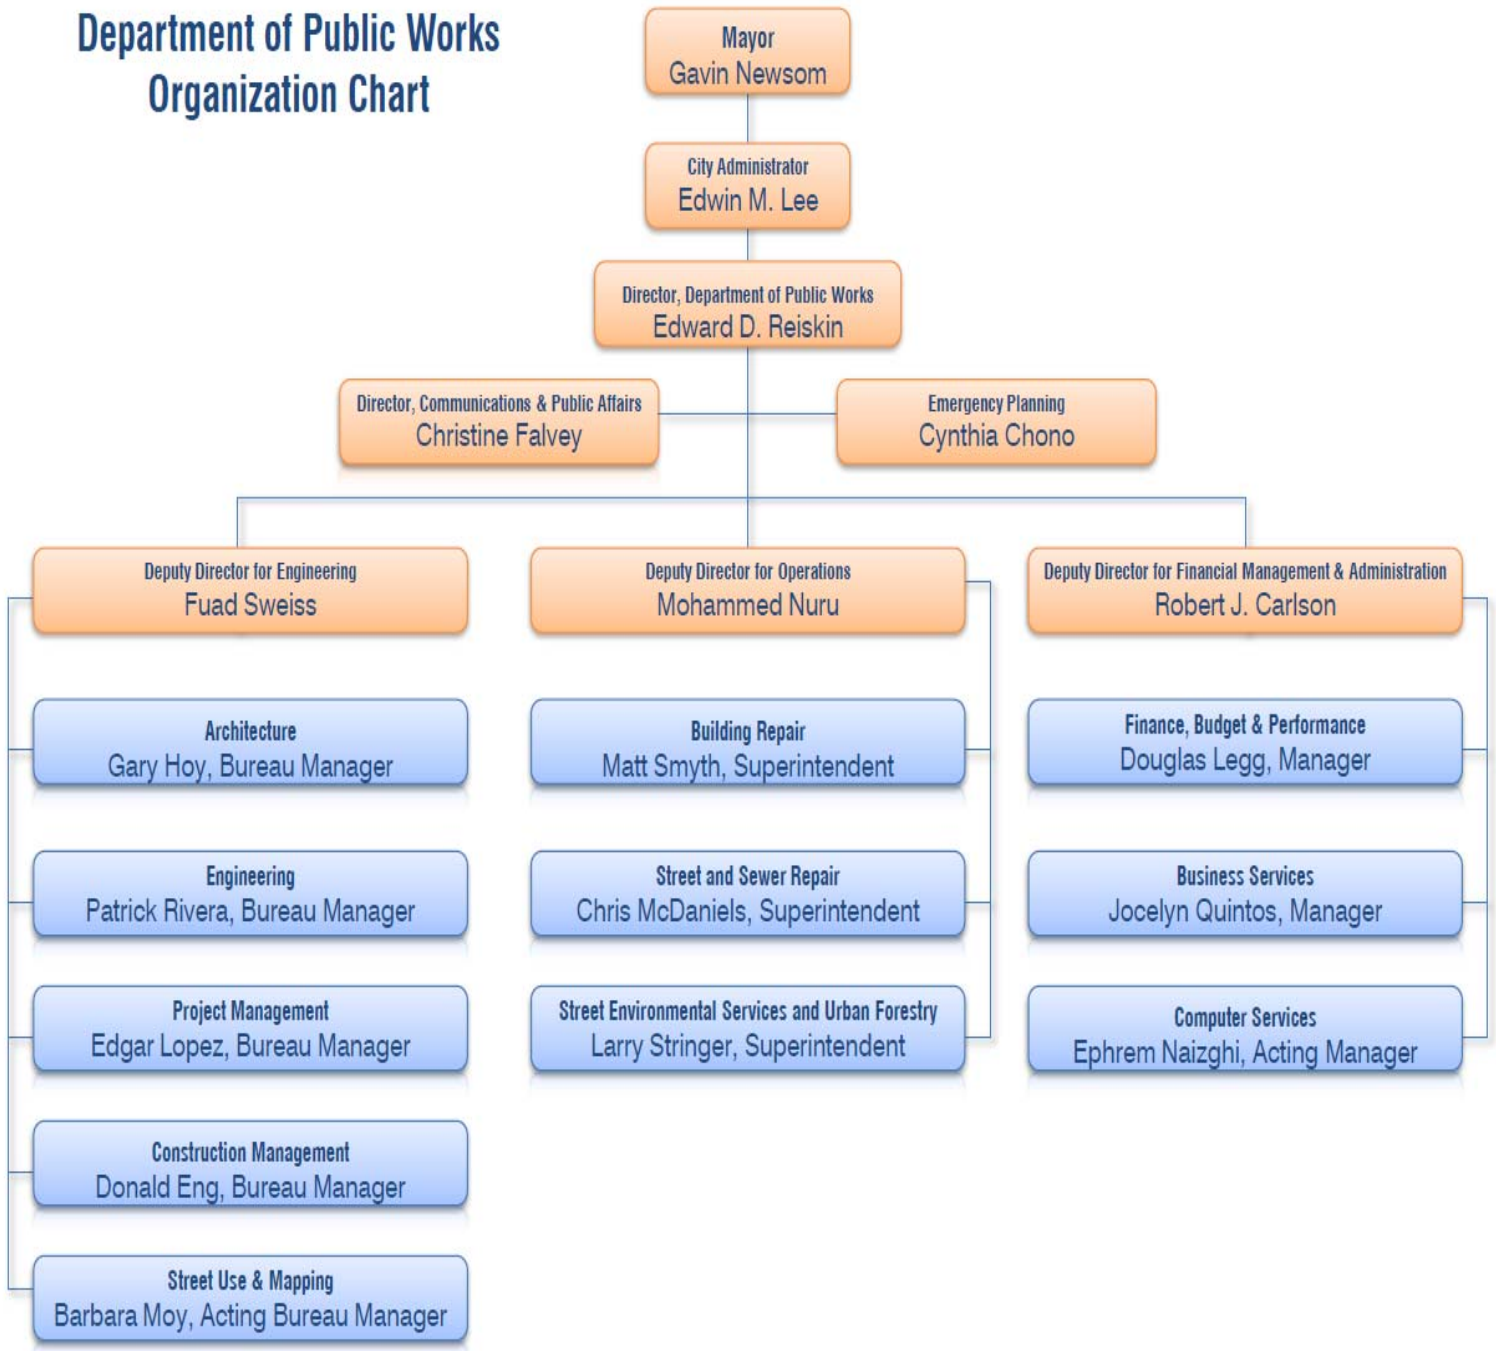 Department of Public Works
Organization Chart
Mayor
Gavin Newsom
City Administrator
Edwin M. Lee
Director, Department of Public Works
Edward D. Reiskin
Director, Communications & Public Affairs
Christine Falvey
Emergency Planning
Cynthia Chono
Deputy Director for Engineering
Fuad Sweiss
Architecture
Gary Hoy, Bureau Manager
Engineering
Patrick Rivera, Bureau Manager
Project Management
Edgar Lopez, Bureau Manager
Construction Management
Donald Eng, Bureau Manager
Street Use & Mapping
Barbara Moy, Acting Bureau Manager
Deputy Director for Operations
Mohammed Nuru
Building Repair
Matt Smyth, Superintendent
Street and Sewer Repair
Chris McDaniels, Superintendent
Street Environmental Services and Urban Forestry
Larry Stringer, Superintendent
Deputy Director for Financial Management & Administration
Robert J. Carlson
Finance, Budget & Performance
Douglas Legg, Manager
Business Services
Jocelyn Quintos, Manager
Computer Services
Ephrem Naizghi, Acting Manager